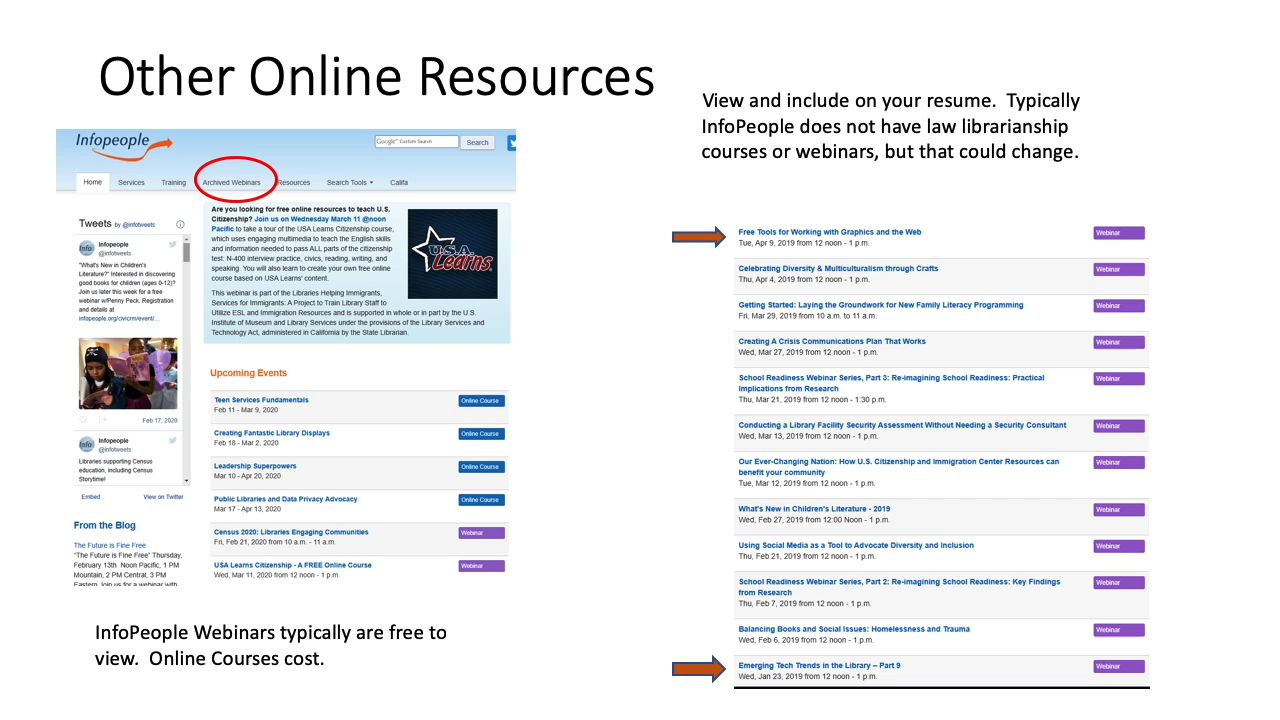 Other Online Resources
View and include on your resume.  Typically
InfoPeople does not have law librarianship
courses or webinars, but that could change.
Infopeople
Google™ Custom Search
Search
Home
Services
Training
Archived Webinars
Resources
Search Tools
Califa
Tweets by @infotweets
Infopeople
@infotweets
"What's New in Children's
Literature?" Interested in discovering
good books for children (ages 0-12)?
Join us later this week for a free
webinar w/Penny Peck. Registration
and details at
infopeople.org/civicrm/event/...
Feb 17, 2020
Infopeople
@infotweets
Libraries supporting Census
education, including Census
Storytime!
Embed
View on Twitter
From the Blog
The Future is Fine Free
"The Future is Fine Free" Thursday,
February 13th  Noon Pacific, 1 PM
Mountain, 2 PM Central, 3 PM
Eastern Join us for a webinar with
Are you looking for free online resources to teach U.S.
Citizenship? Join us on Wednesday March 11 @noon
Pacific to take a tour of the USA Learns Citizenship course,
which uses engaging multimedia to teach the English skills
and information needed to pass ALL parts of the citizenship
test: N-400 interview practice, civics, reading, writing, and
speaking. You will also learn to create your own free online
course based on USA Learns' content.
U.S.A.
Learns
This webinar is part of the Libraries Helping Immigrants,
Services for Immigrants: A Project to Train Library Staff to
Utilize ESL and Immigration Resources and is supported in whole or in part by the U.S.
Institute of Museum and Library Services under the provisions of the Library Services and
Technology Act, administered in California by the State Librarian.
Upcoming Events
Teen Services Fundamentals
Online Course
Feb 11 - Mar 9, 2020
Creating Fantastic Library Displays
Online Course
Feb 18 - Mar 2, 2020
Leadership Superpowers
Online Course
Mar 10 - Apr 20, 2020
Public Libraries and Data Privacy Advocacy
Online Course
Mar 17 - Apr 13, 2020
Census 2020: Libraries Engaging Communities
Webinar
Fri, Feb 21, 2020 from 10 a.m. - 11 a.m.
USA Learns Citizenship - A FREE Online Course
Webinar
Wed, Mar 11, 2020 from 12 noon - 1 p.m.
InfoPeople Webinars typically are free to
view.  Online Courses cost.
Free Tools for Working with Graphics and the Web
Webinar
Tue, Apr 9, 2019 from 12 noon - 1 p.m.
Celebrating Diversity & Multiculturalism through Crafts
Webinar
Thu, Apr 4, 2019 from 12 noon - 1 p.m.
Getting Started: Laying the Groundwork for New Family Literacy Programming
Webinar
Fri, Mar 29, 2019 from 10 a.m. to 11 a.m.
Creating A Crisis Communications Plan That Works
Webinar
Wed, Mar 27, 2019 from 12 noon - 1 p.m.
School Readiness Webinar Series, Part 3: Re-imagining School Readiness: Practical
Implications from Research
Webinar
Thu, Mar 21, 2019 from 12 noon - 1:30 p.m.
Conducting a Library Facility Security Assessment Without Needing a Security Consultant
Webinar
Wed, Mar 13, 2019 from 12 noon - 1 p.m.
Our Ever-Changing Nation: How U.S. Citizenship and Immigration Center Resources can
benefit your community
Webinar
Tue, Mar 12, 2019 from 12 noon - 1 p.m.
What's New in Children's Literature - 2019
Webinar
Wed, Feb 27, 2019 from 12:00 Noon - 1 p.m.
Using Social Media as a Tool to Advocate Diversity and Inclusion
Webinar
Thu, Feb 21, 2019 from 12 noon - 1 p.m.
School Readiness Webinar Series, Part 2: Re-imagining School Readiness: Key Findings
from Research
Webinar
Thu, Feb 7, 2019 from 12 noon - 1 p.m.
Balancing Books and Social Issues: Homelessness and Trauma
Webinar
Wed, Feb 6, 2019 from 12 noon - 1 p.m.
Emerging Tech Trends in the Library – Part 9
Webinar
Wed, Jan 23, 2019 from 12 noon - 1 p.m.